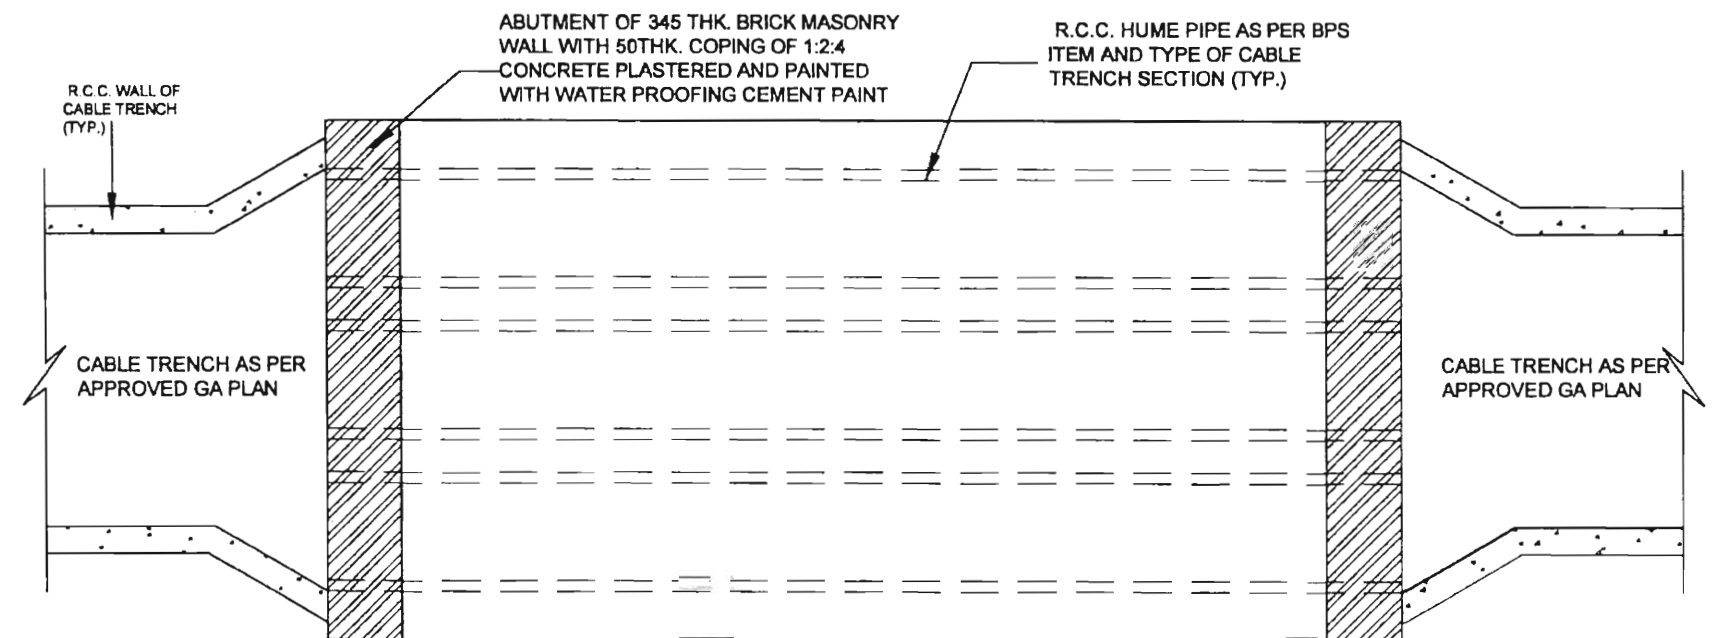 ABUTMENT OF 345 THK. BRICK MASONRY
WALL WITH 50THK. COPING OF 1:2:4
CONCRETE PLASTERED AND PAINTED
WITH WATER PROOFING CEMENT PAINT
R.C.C. HUME PIPE AS PER BPS
ITEM AND TYPE OF CABLE
TRENCH SECTION (TYP.)
R.C.C. WALL OF
CABLE TRENCH
(TYP.)
CABLE TRENCH AS PER
APPROVED GA PLAN
CABLE TRENCH AS PER
APPROVED GA PLAN